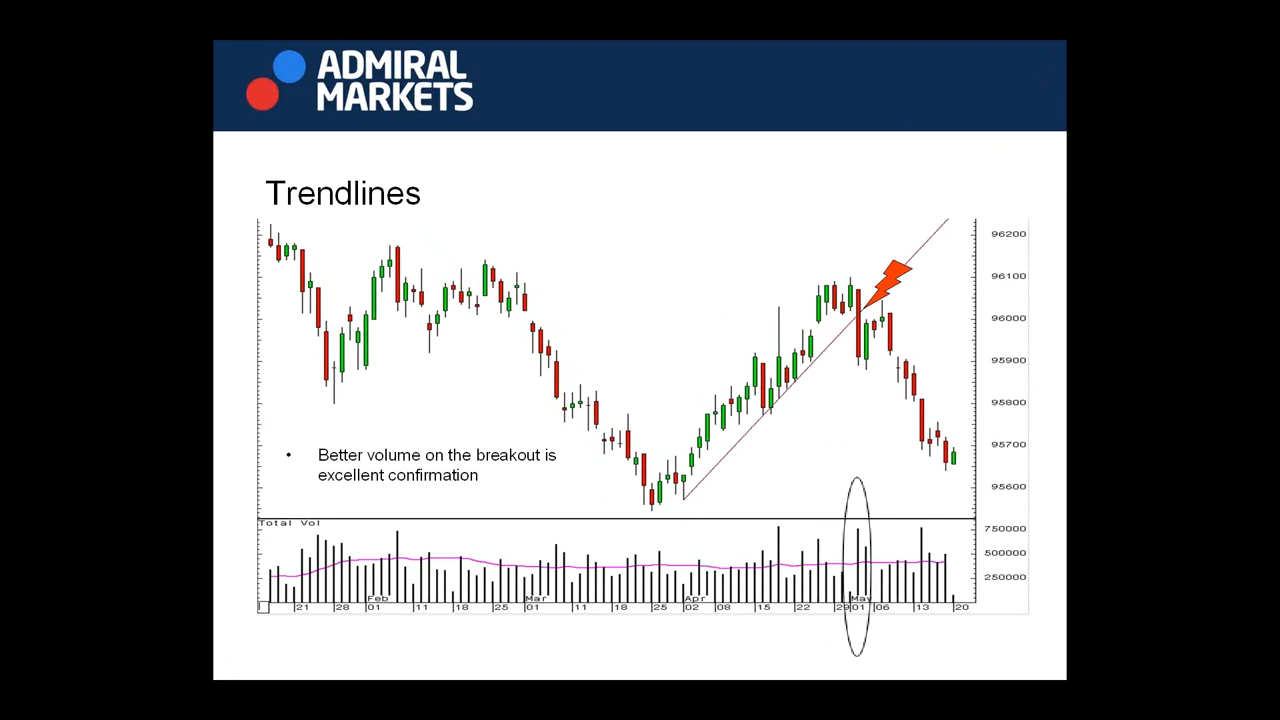 ADMIRAL
MARKETS
Trendlines
96200
96100
96000
95900
95800
95700
95600
• Better volume on the breakout is
excellent confirmation
Total Vol
750000
500000
250000
Feb Mar Apr May
21 28 01 11 18 25 01 11 18 25 02 08 15 22 29 01 06 13 20